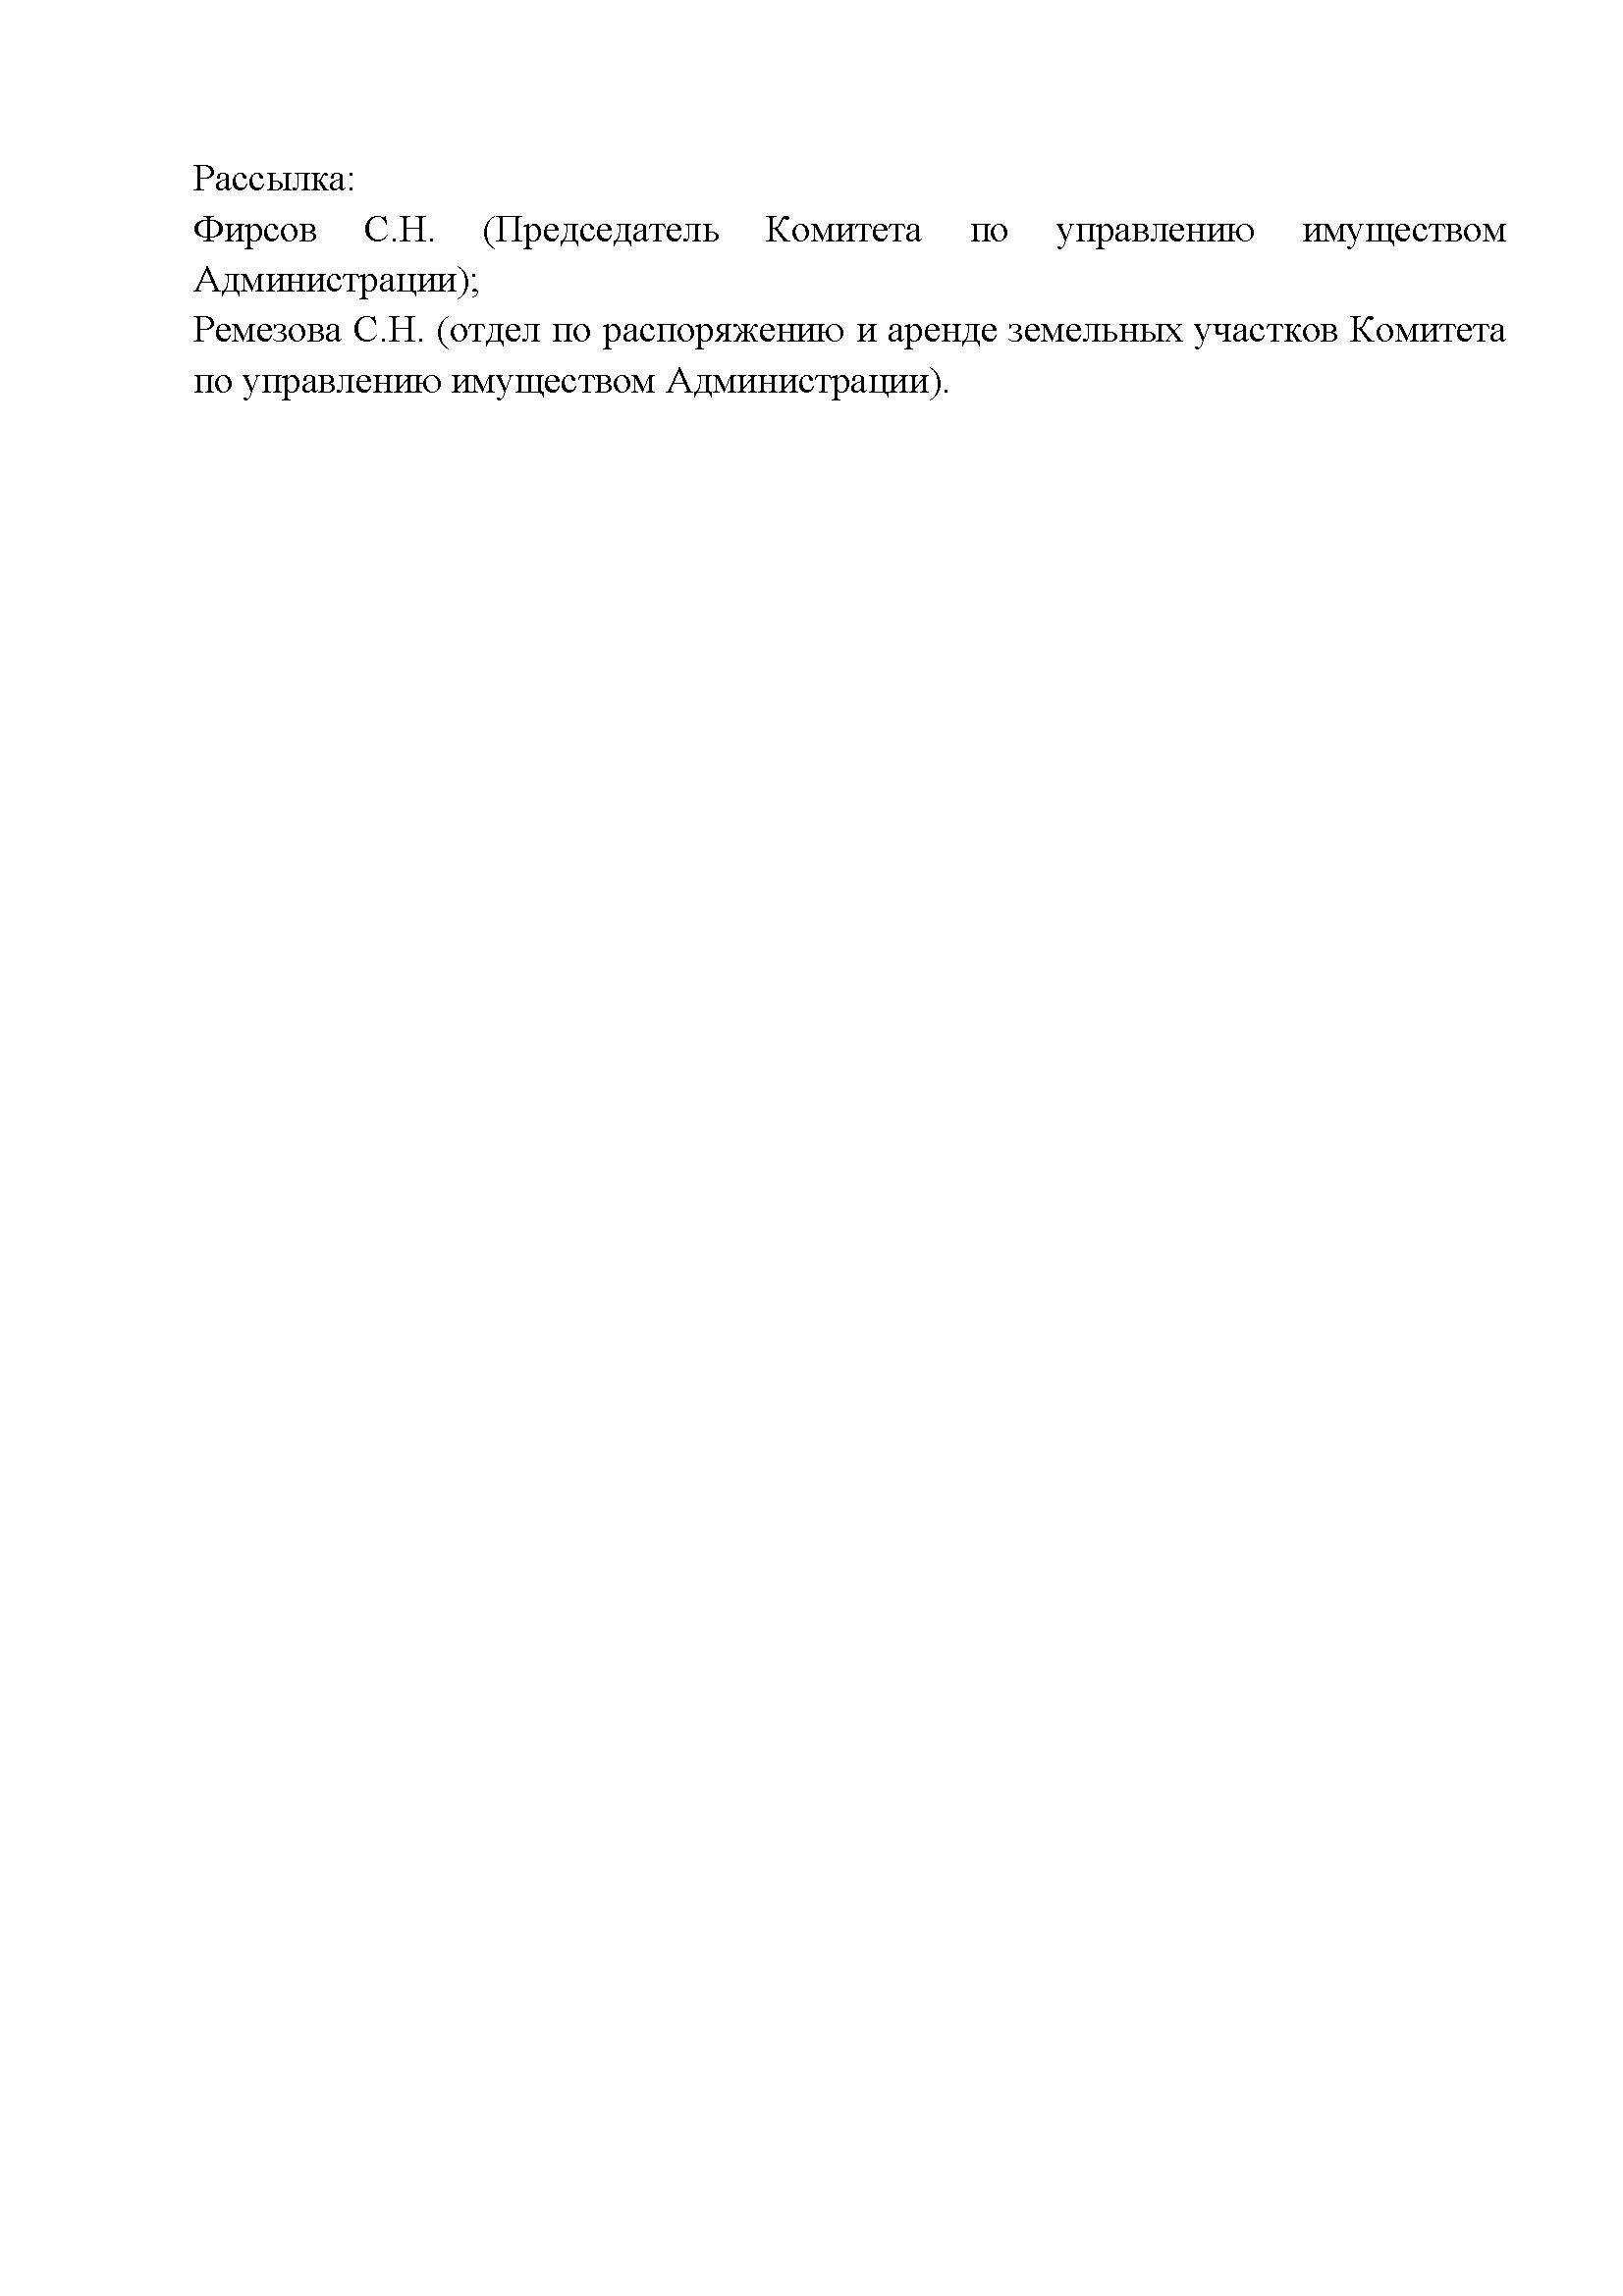 Рассылка:
Фирсов С.Н. (Председатель Комитета по управлению имуществом
Администрации);
Ремезова С.Н. (отдел по распоряжению и аренде земельных участков Комитета
по управлению имуществом Администрации).